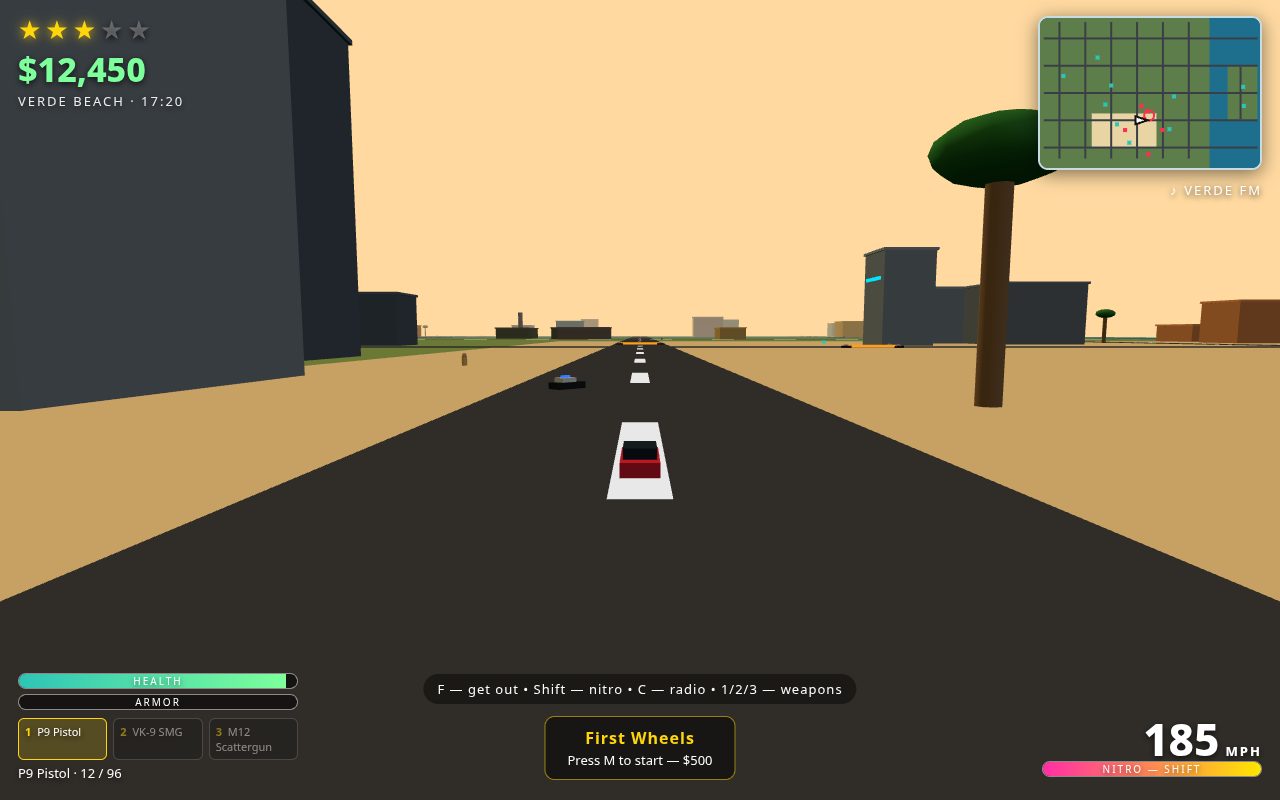 ★★★★★
$12,450
VERDE BEACH · 17:20
♪ VERDE FM
HEALTH
ARMOR
1 P9 Pistol
2 VK-9 SMG
3 M12
Scattergun
P9 Pistol · 12 / 96
F — get out • Shift — nitro • C — radio • 1/2/3 — weapons
First Wheels
Press M to start — $500
185 MPH
NITRO — SHIFT